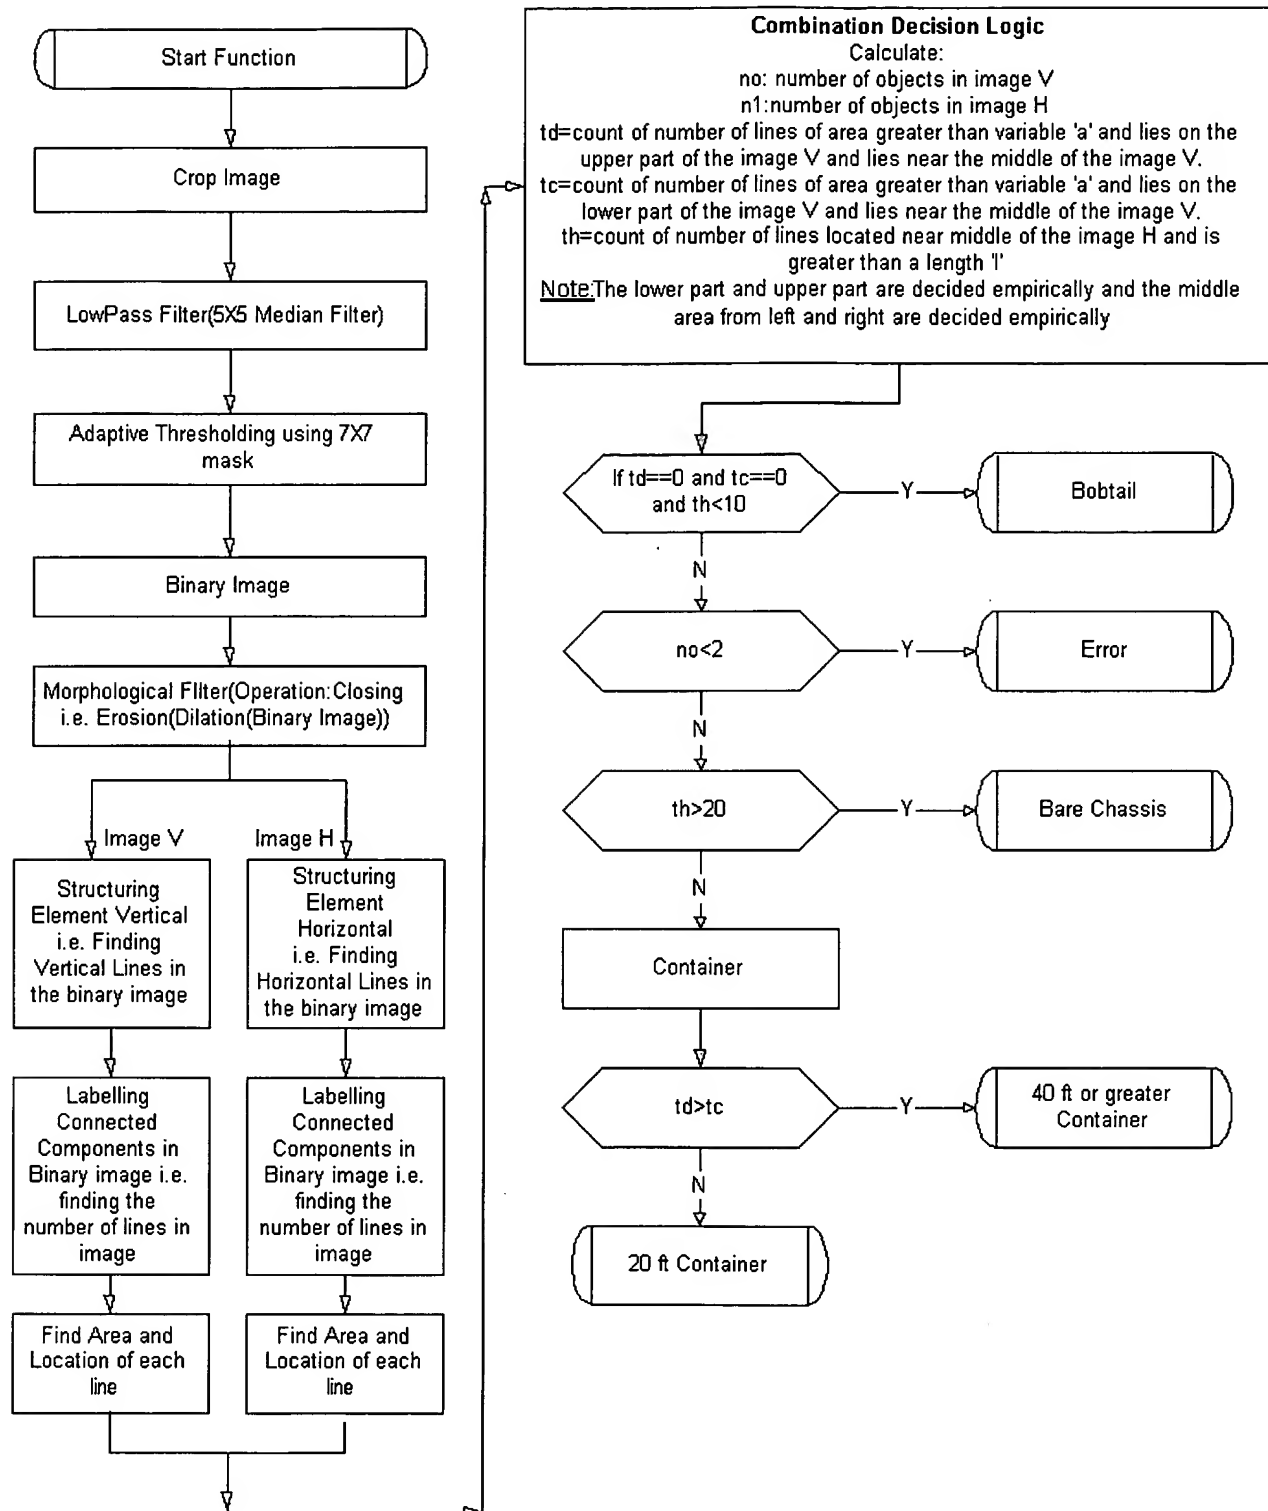 Start Function
Crop Image
LowPass Filter(5X5 Median Filter)
Adaptive Thresholding using 7X7
mask
Binary Image
Morphological Filter(Operation:Closing
i.e. Erosion(Dilation(Binary Image))
Image V
Structuring
Element Vertical
i.e. Finding
Vertical Lines in
the binary image
Labelling
Connected
Components in
Binary image i.e.
finding the
number of lines in
image
Find Area and
Location of each
line
Image H
Structuring
Element
Horizontal
i.e. Finding
Horizontal Lines in
the binary image
Labelling
Connected
Components in
Binary image i.e.
finding the
number of lines in
image
Find Area and
Location of each
line
Combination Decision Logic
Calculate:
no: number of objects in image V
n1:number of objects in image H
td=count of number of lines of area greater than variable 'a' and lies on the
upper part of the image V and lies near the middle of the image V.
tc=count of number of lines of area greater than variable 'a' and lies on the
lower part of the image V and lies near the middle of the image V.
th=count of number of lines located near middle of the image H and is
greater than a length 'l'
Note:The lower part and upper part are decided empirically and the middle
area from left and right are decided empirically
If td==0 and tc==0
and th<10
Y
Bobtail
N
no<2
Y
Error
N
th>20
Y
Bare Chassis
N
Container
td>tc
Y
40 ft or greater
Container
N
20 ft Container